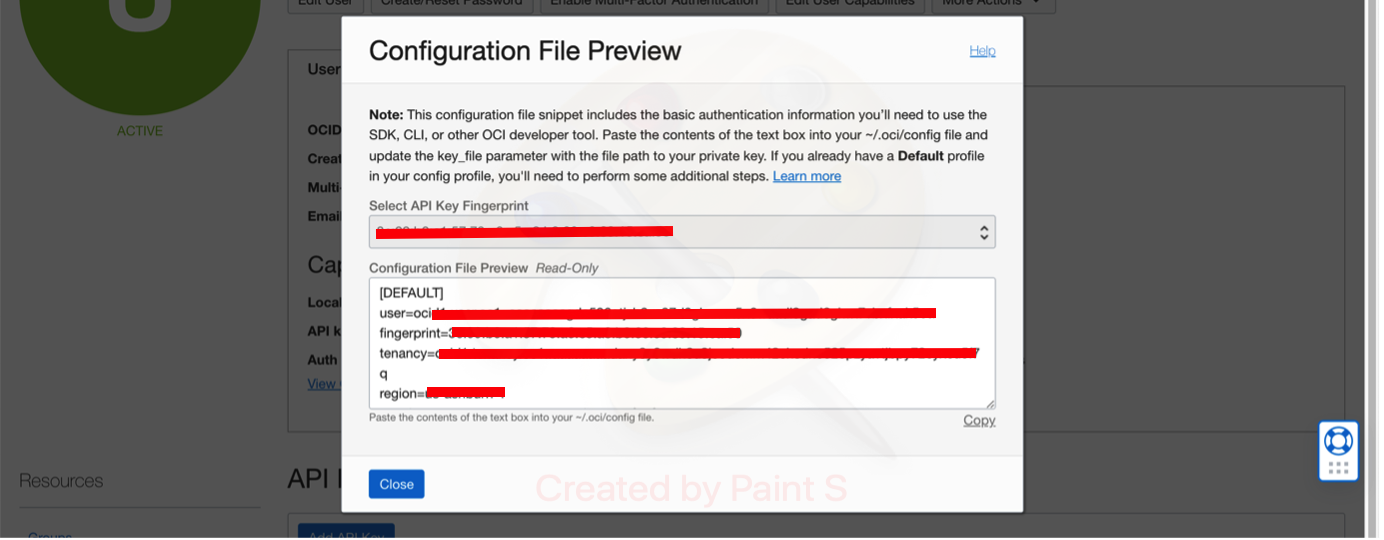 Edit User
Create/Reset Password
Enable Multi-Factor Authentication
Edit User Capabilities
More Actions
Configuration File Preview
Help
User
ACTIVE
Note: This configuration file snippet includes the basic authentication information you'll need to use the
SDK, CLI, or other OCI developer tool. Paste the contents of the text box into your ~/.oci/config file and
update the key_file parameter with the file path to your private key. If you already have a Default profile
in your config profile, you'll need to perform some additional steps. Learn more
OCID
Creat
Multi-
Email
Select API Key Fingerprint
Cap
Configuration File Preview Read-Only
[DEFAULT]
user=oci
fingerprint=
tenancy=
q
region=
Local
API k
Auth
View
Paste the contents of the text box into your ~/.oci/config file.
Copy
Resources
API
Close
Created by Paint S
Groups
Add API Key